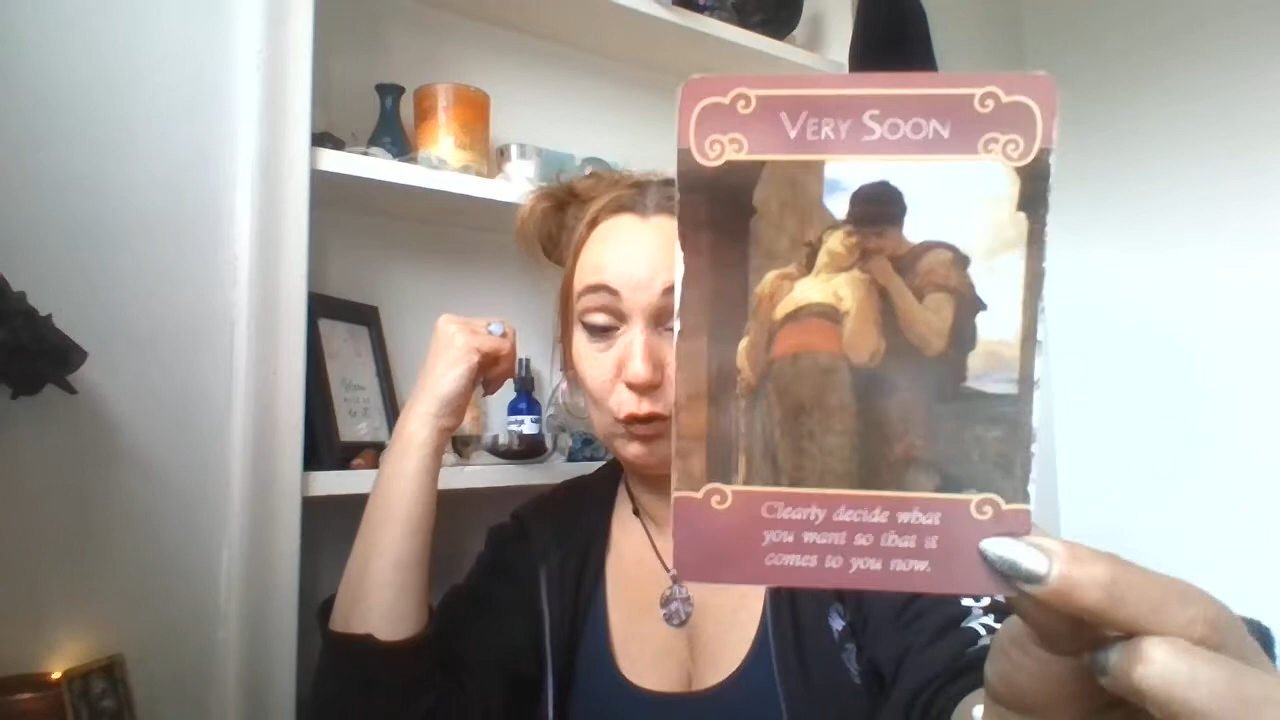 VERY SOON
Clearly decide what
you want so that it
comes to you now.